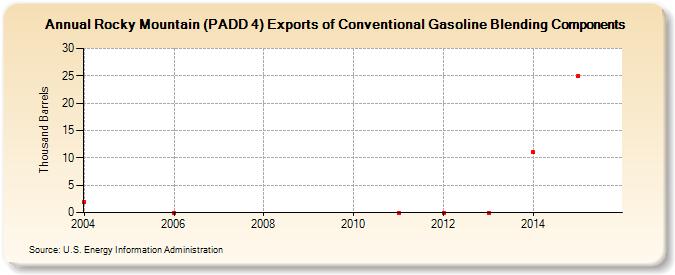 Annual Rocky Mountain (PADD 4) Exports of Conventional Gasoline Blending Components
Thousand Barrels
30
25
20
15
10
5
0
2004 2006 2008 2010 2012 2014
Source: U.S. Energy Information Administration